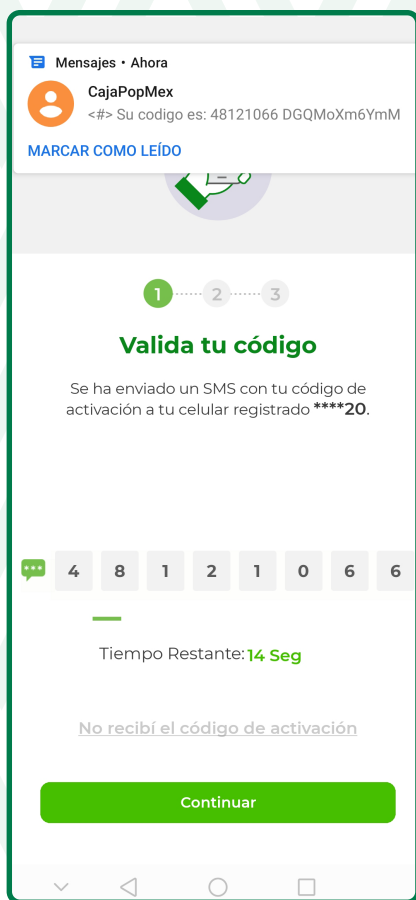 Mensajes • Ahora
CajaPopMex
<#> Su codigo es: 48121066 DGQMoXm6YmM
MARCAR COMO LEÍDO
1 2 3
Valida tu código
Se ha enviado un SMS con tu código de
activación a tu celular registrado ****20.
4 8 1 2 1 0 6 6
Tiempo Restante: 14 Seg
No recibí el código de activación
Continuar